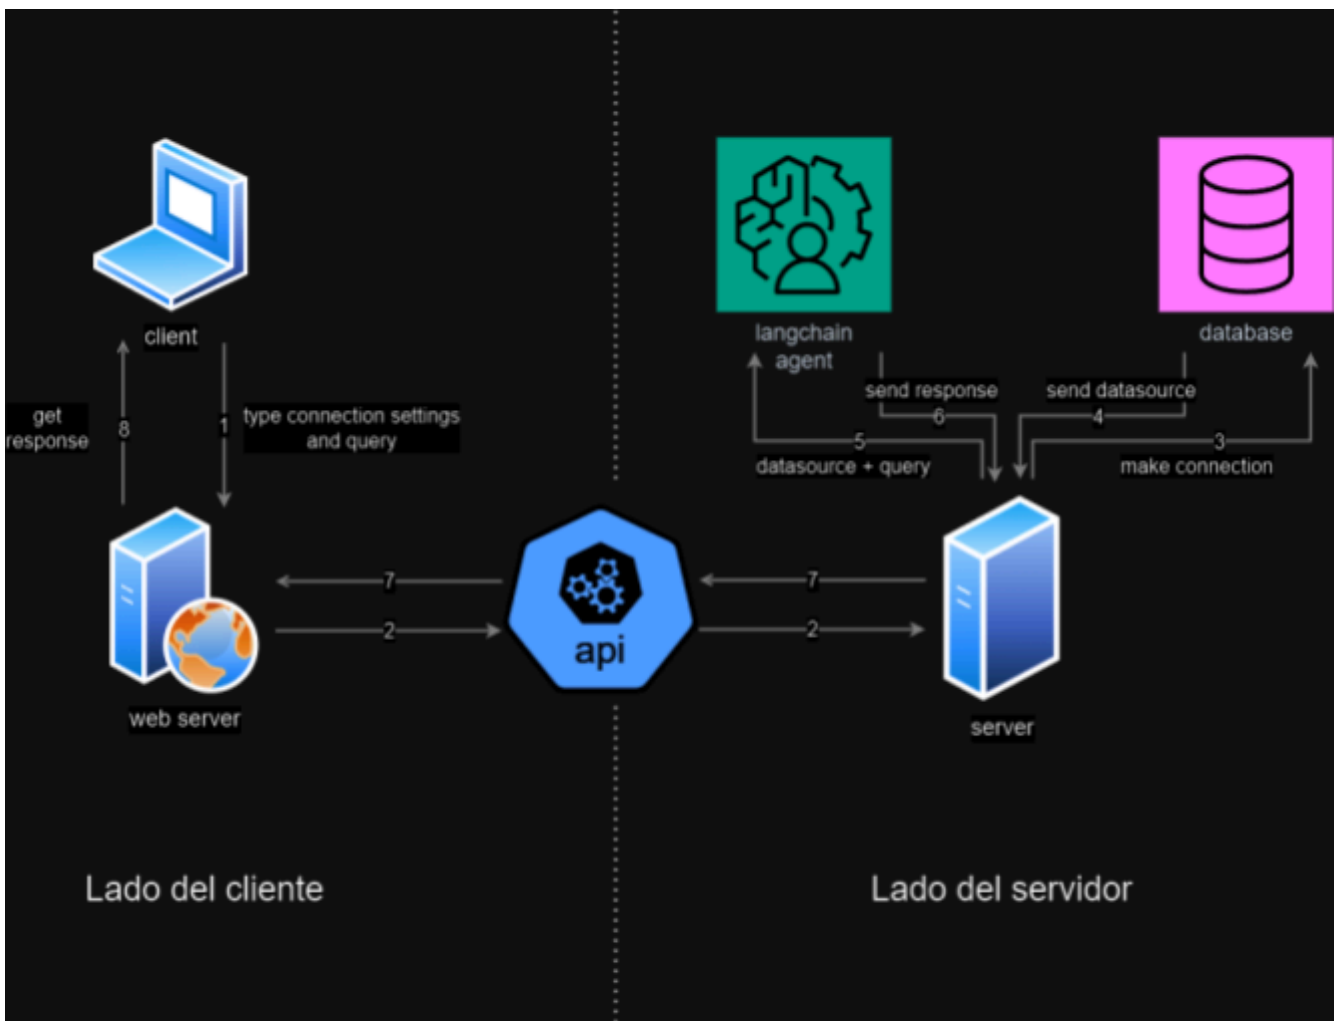 client
get
response
8
1
type connection settings
and query
web server
7
2
api
7
2
langchain
agent
database
send response
6
send datasource
4
5
datasource + query
3
make connection
server
Lado del cliente
Lado del servidor